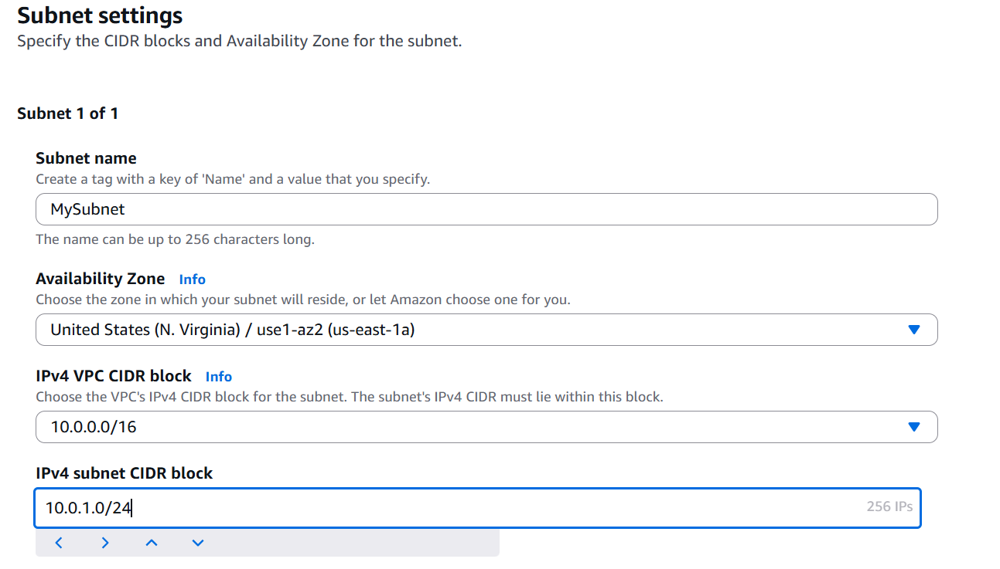 Subnet settings
Specify the CIDR blocks and Availability Zone for the subnet.
Subnet 1 of 1
Subnet name
Create a tag with a key of 'Name' and a value that you specify.
MySubnet
The name can be up to 256 characters long.
Availability Zone Info
Choose the zone in which your subnet will reside, or let Amazon choose one for you.
United States (N. Virginia) / use1-az2 (us-east-1a)
IPv4 VPC CIDR block Info
Choose the VPC's IPv4 CIDR block for the subnet. The subnet's IPv4 CIDR must lie within this block.
10.0.0.0/16
IPv4 subnet CIDR block
10.0.1.0/24 256 IPs